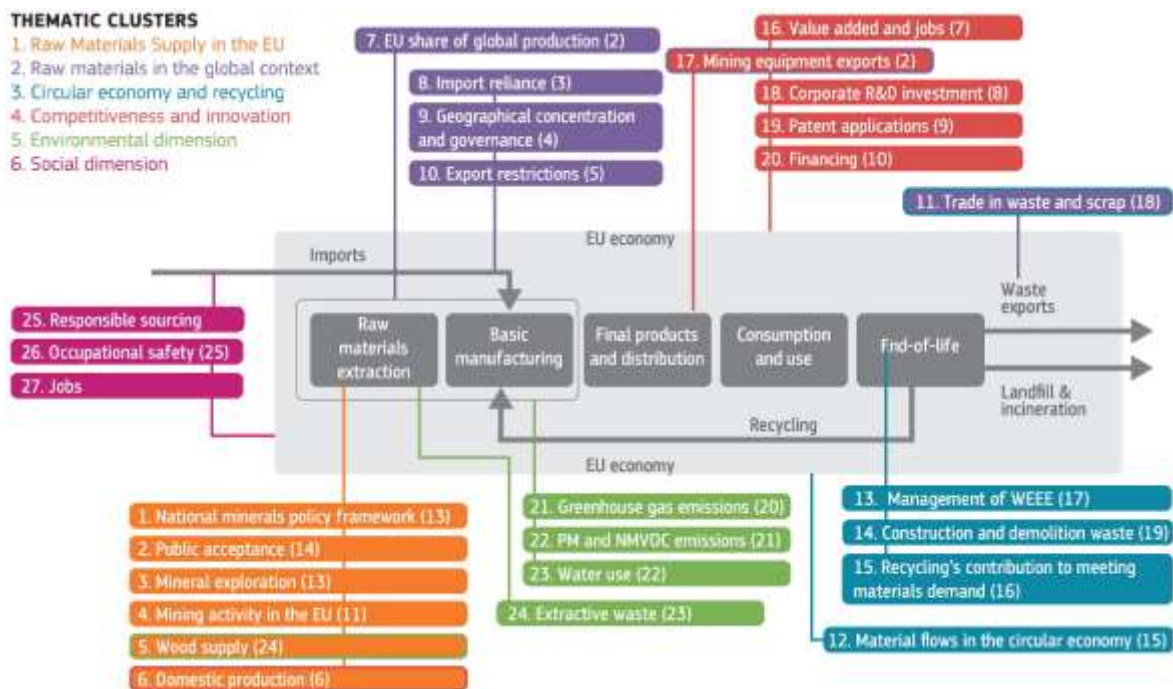 THEMATIC CLUSTERS
1. Raw Materials Supply in the EU
2. Raw materials in the global context
3. Circular economy and recycling
4. Competitiveness and innovation
5. Environmental dimension
6. Social dimension
7. EU share of global production (2)
8. Import reliance (3)
9. Geographical concentration
and governance (4)
10. Export restrictions (5)
16. Value added and jobs (7)
17. Mining equipment exports (2)
18. Corporate R&D investment (8)
19. Patent applications (9)
20. Financing (10)
11. Trade in waste and scrap (18)
EU economy
Imports
Waste
exports
25. Responsible sourcing
26. Occupational safety (25)
27. Jobs
Raw
materials
extraction
Basic
manufacturing
Final products
and distribution
Consumption
and use
End-of-life
Landfill &
incineration
Recycling
EU economy
1. National minerals policy framework (13)
2. Public acceptance (14)
3. Mineral exploration (13)
4. Mining activity in the EU (11)
5. Wood supply (24)
6. Domestic production (6)
21. Greenhouse gas emissions (20)
22. PM and NMVOC emissions (21)
23. Water use (22)
24. Extractive waste (23)
13. Management of WEEE (17)
14. Construction and demolition waste (19)
15. Recycling's contribution to meeting
materials demand (16)
12. Material flows in the circular economy (15)